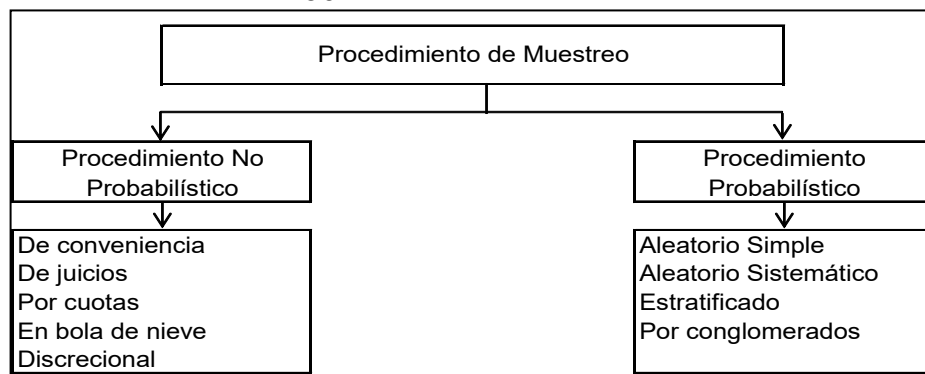 Procedimiento de Muestreo
Procedimiento No
Probabilístico
De conveniencia
De juicios
Por cuotas
En bola de nieve
Discrecional
Procedimiento
Probabilístico
Aleatorio Simple
Aleatorio Sistemático
Estratificado
Por conglomerados